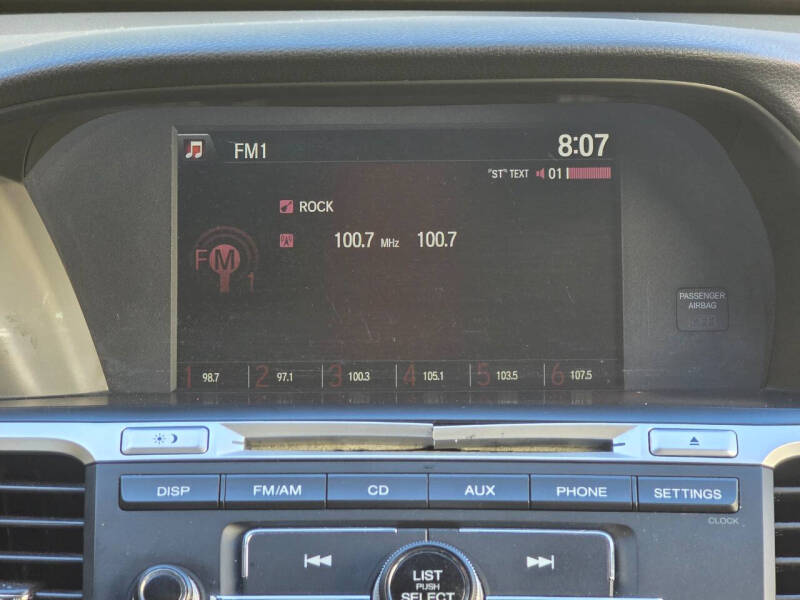 FM1 8:07
"ST" TEXT 01
ROCK
100.7 MHz 100.7
FM 1
1 98.7 2 97.1 3 100.3 4 105.1 5 103.5 6 107.5
PASSENGER
AIRBAG
DISP FM/AM CD AUX PHONE SETTINGS
CLOCK
LIST
PUSH
SELECT